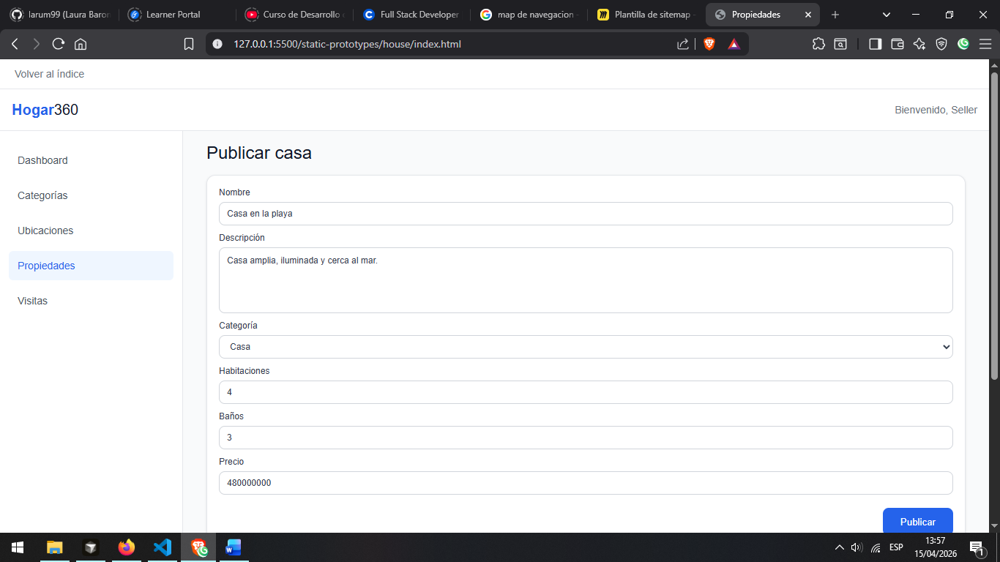 larum99 (Laura Baron
Learner Portal
Curso de Desarrollo
Full Stack Developer
map de navegacion
Plantilla de sitemap
Propiedades
127.0.0.1:5500/static-prototypes/house/index.html
Volver al índice
Hogar360
Bienvenido, Seller
Dashboard
Categorías
Ubicaciones
Propiedades
Visitas
Publicar casa
Nombre
Casa en la playa
Descripción
Casa amplia, iluminada y cerca al mar.
Categoría
Casa
Habitaciones
4
Baños
3
Precio
480000000
Publicar
ESP
13:57
15/04/2026
1